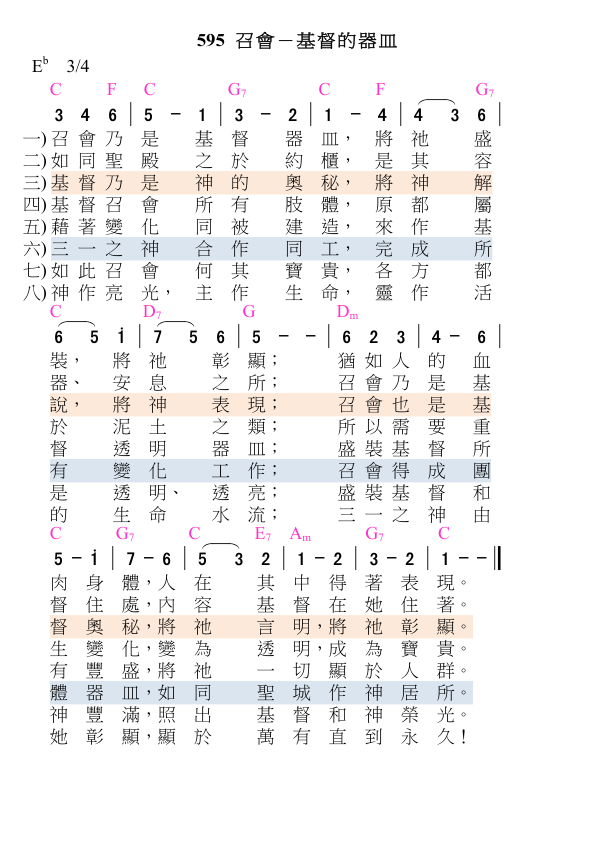 595 召會－基督的器皿
E♭ 3/4
C F C G7 C F G7
3 4 6 | 5 － 1 | 3 － 2 | 1 － 4 | 4 3 6 |
一) 召會乃是基督器皿，將祂盛
二) 如同聖殿之於約櫃，是其容
三) 基督乃是神的奧秘，將神解
四) 基督召會所有肢體，原都屬
五) 藉著變化同被建造，來作基
六) 三一之神合作同工，完成所
七) 如此召會何其寶貴，各方都
八) 神作亮光，主作生命，靈作活
C D7 G Dm
6 5 i | 7 5 6 | 5 － － | 6 2 3 | 4 － 6 |
裝，將祂彰顯；猶如人的血
器、安息之所；召會乃是基
說，將神表現；召會也是基
於泥土之類；所以需要重
督透明器皿；盛裝基督所
有變化工作；召會得成團
是透明、透亮；盛裝基督和
的生命水流；三一之神由
C G7 C E7 Am G7 C
5 － i | 7 － 6 | 5 3 2 | 1 － 2 | 3 － 2 | 1 － － ‖
肉身體，人在其中得著表現。
督住處，內容基督在她住著。
督奧秘，將祂言明，將祂彰顯。
生變化，變為透明，成為寶貴。
有豐盛，將祂一切顯於人群。
體器皿，如同聖城作神居所。
神豐滿，照出基督和神榮光。
她彰顯，顯於萬有直到永久！